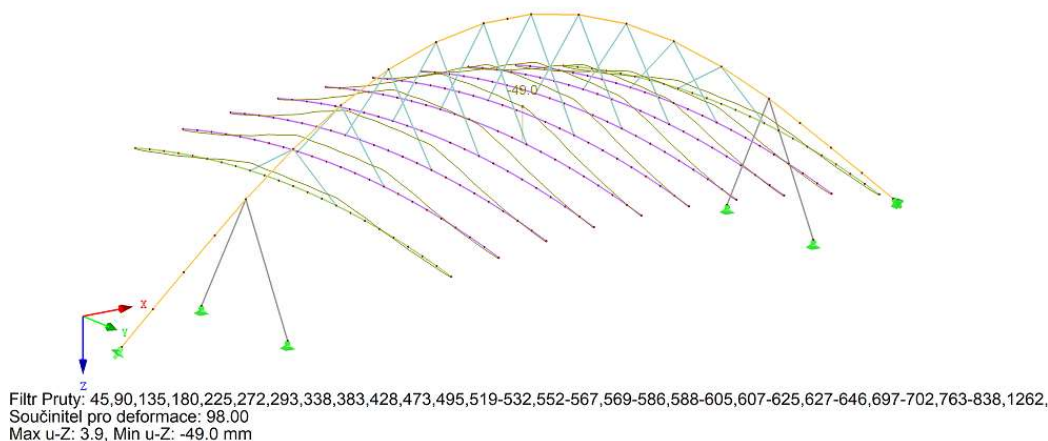 -49.0
X
Y
Z
Filtr Pruty: 45,90,135,180,225,272,293,338,383,428,473,495,519-532,552-567,569-586,588-605,607-625,627-646,697-702,763-838,1262,
Součinitel pro deformace: 98.00
Max u-Z: 3.9, Min u-Z: -49.0 mm